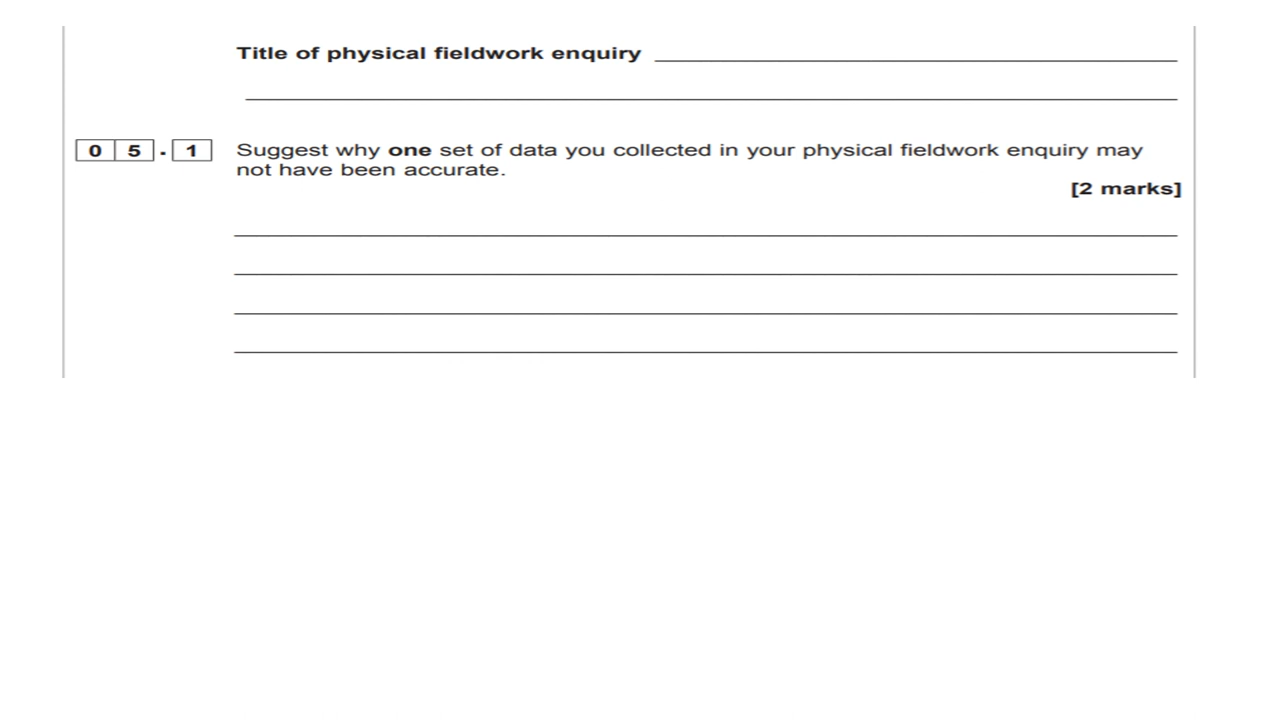 Title of physical fieldwork enquiry
0 5 . 1 Suggest why one set of data you collected in your physical fieldwork enquiry may
not have been accurate.
[2 marks]